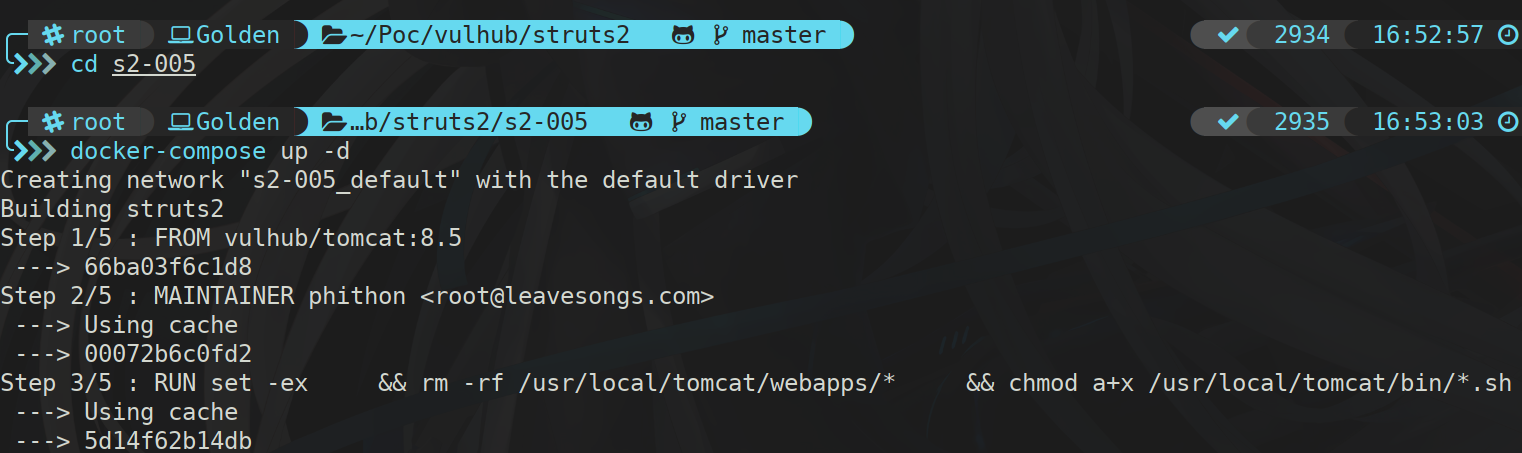 root Golden ~/Poc/vulhub/struts2 master 2934 16:52:57
cd s2-005
root Golden …b/struts2/s2-005 master 2935 16:53:03
docker-compose up -d
Creating network "s2-005_default" with the default driver
Building struts2
Step 1/5 : FROM vulhub/tomcat:8.5
 ---> 66ba03f6c1d8
Step 2/5 : MAINTAINER phithon <root@leavesongs.com>
 ---> Using cache
 ---> 00072b6c0fd2
Step 3/5 : RUN set -ex     && rm -rf /usr/local/tomcat/webapps/*     && chmod a+x /usr/local/tomcat/bin/*.sh
 ---> Using cache
 ---> 5d14f62b14db